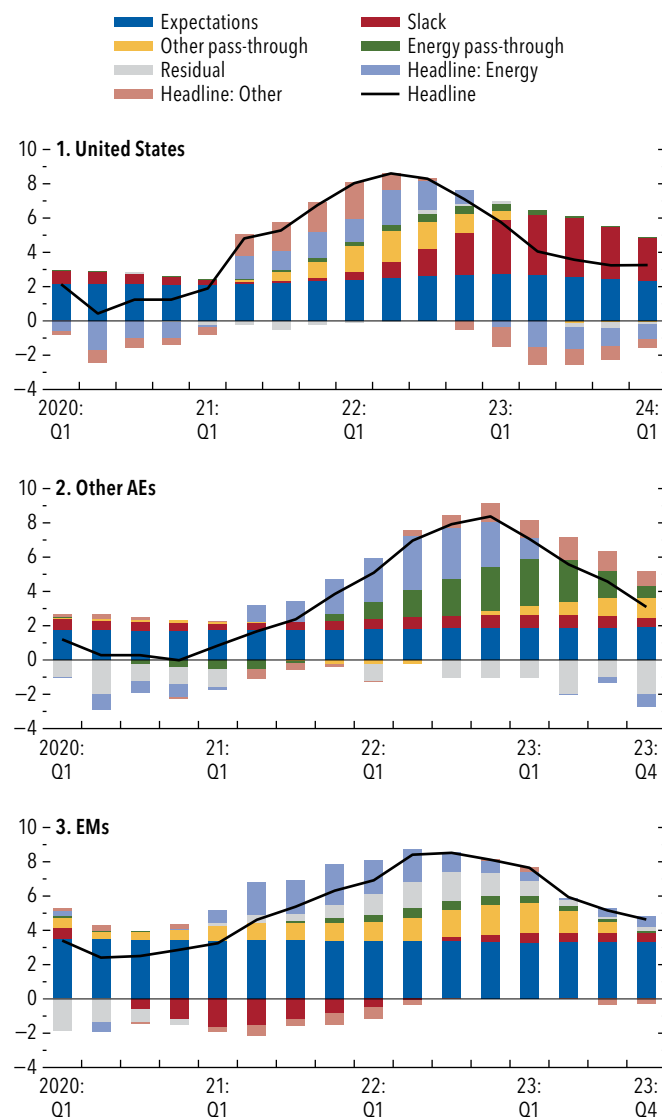 Expectations Slack
Other pass-through Energy pass-through
Residual Headline: Energy
Headline: Other Headline
1. United States
10
8
6
4
2
0
−2
−4
2020: 21: 22: 23: 24:
Q1 Q1 Q1 Q1 Q1
2. Other AEs
10
8
6
4
2
0
−2
−4
2020: 21: 22: 23: 23:
Q1 Q1 Q1 Q1 Q4
3. EMs
10
8
6
4
2
0
−2
−4
2020: 21: 22: 23: 23:
Q1 Q1 Q1 Q1 Q4